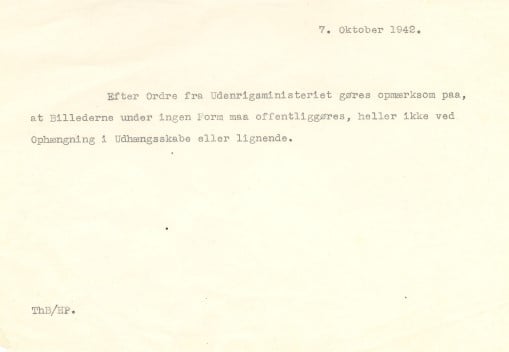 7. Oktober 1942.
Efter Ordre fra Udenrigsministeriet gøres opmærksom paa,
at Billederne under ingen Form maa offentliggøres, heller ikke ved
Ophængning i Udhængsskabe eller lignende.
ThB/HP.